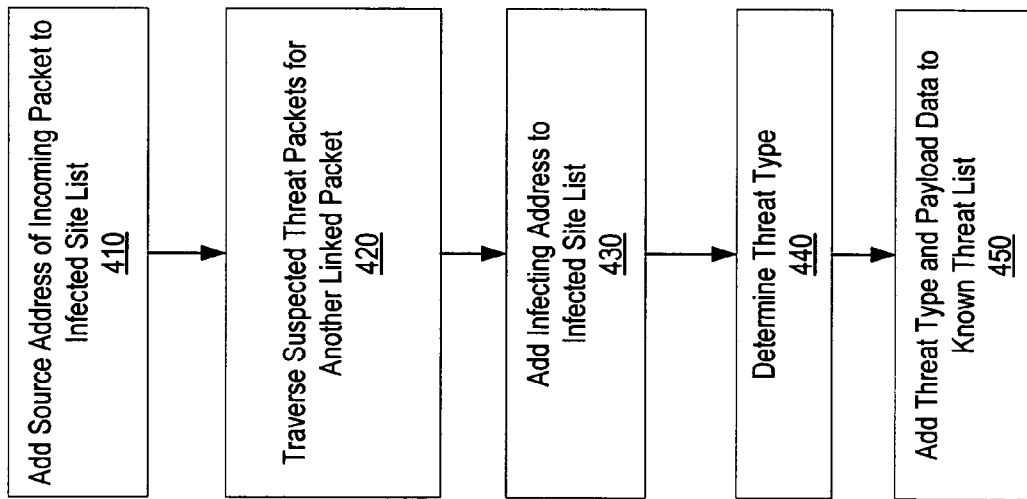 Add Source Address of Incoming Packet to
Infected Site List
410
Traverse Suspected Threat Packets for
Another Linked Packet
420
Add Infecting Address to
Infected Site List
430
Determine Threat Type
440
Add Threat Type and Payload Data to
Known Threat List
450